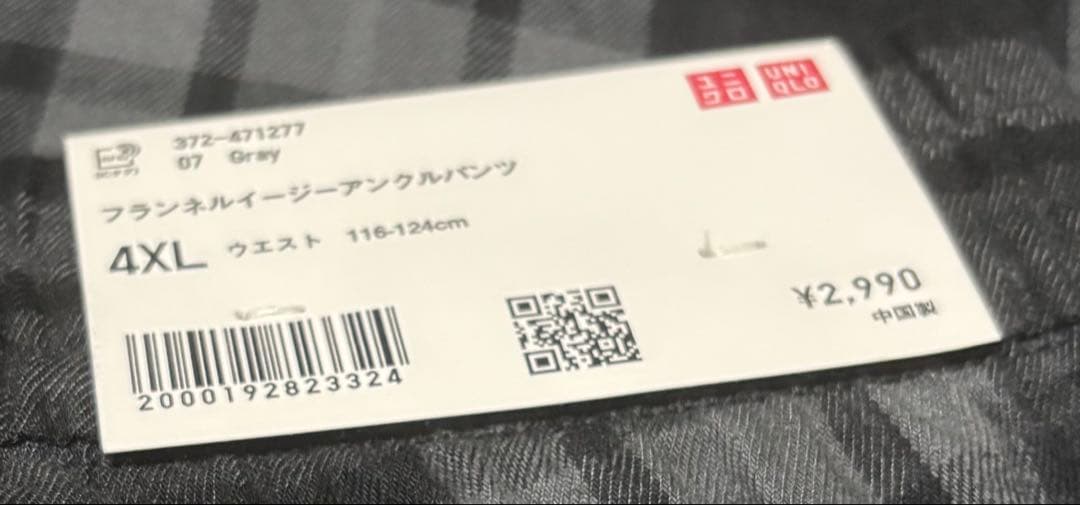 ユニクロ
UNIQLO
372-471277
07 Gray
フランネルイージーアンクルパンツ
4XL ウエスト 116-124cm
¥2,990
中国製
2000192823324